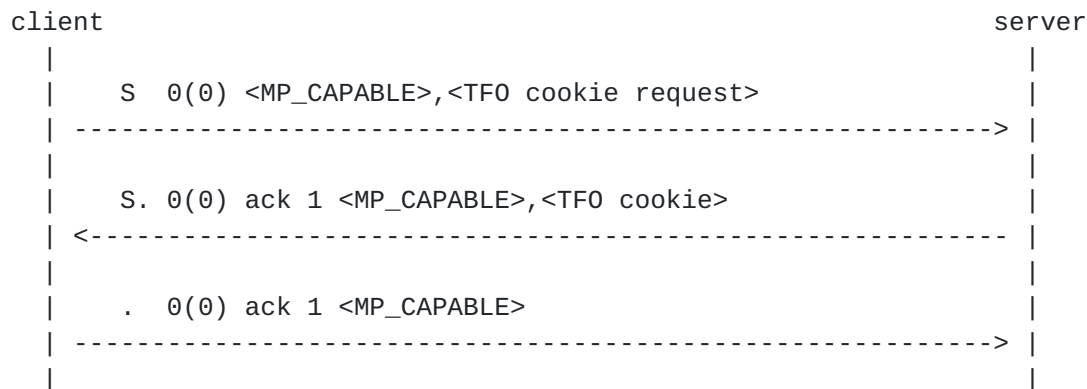 client server
S 0(0) <MP_CAPABLE>,<TFO cookie request>
S. 0(0) ack 1 <MP_CAPABLE>,<TFO cookie>
. 0(0) ack 1 <MP_CAPABLE>